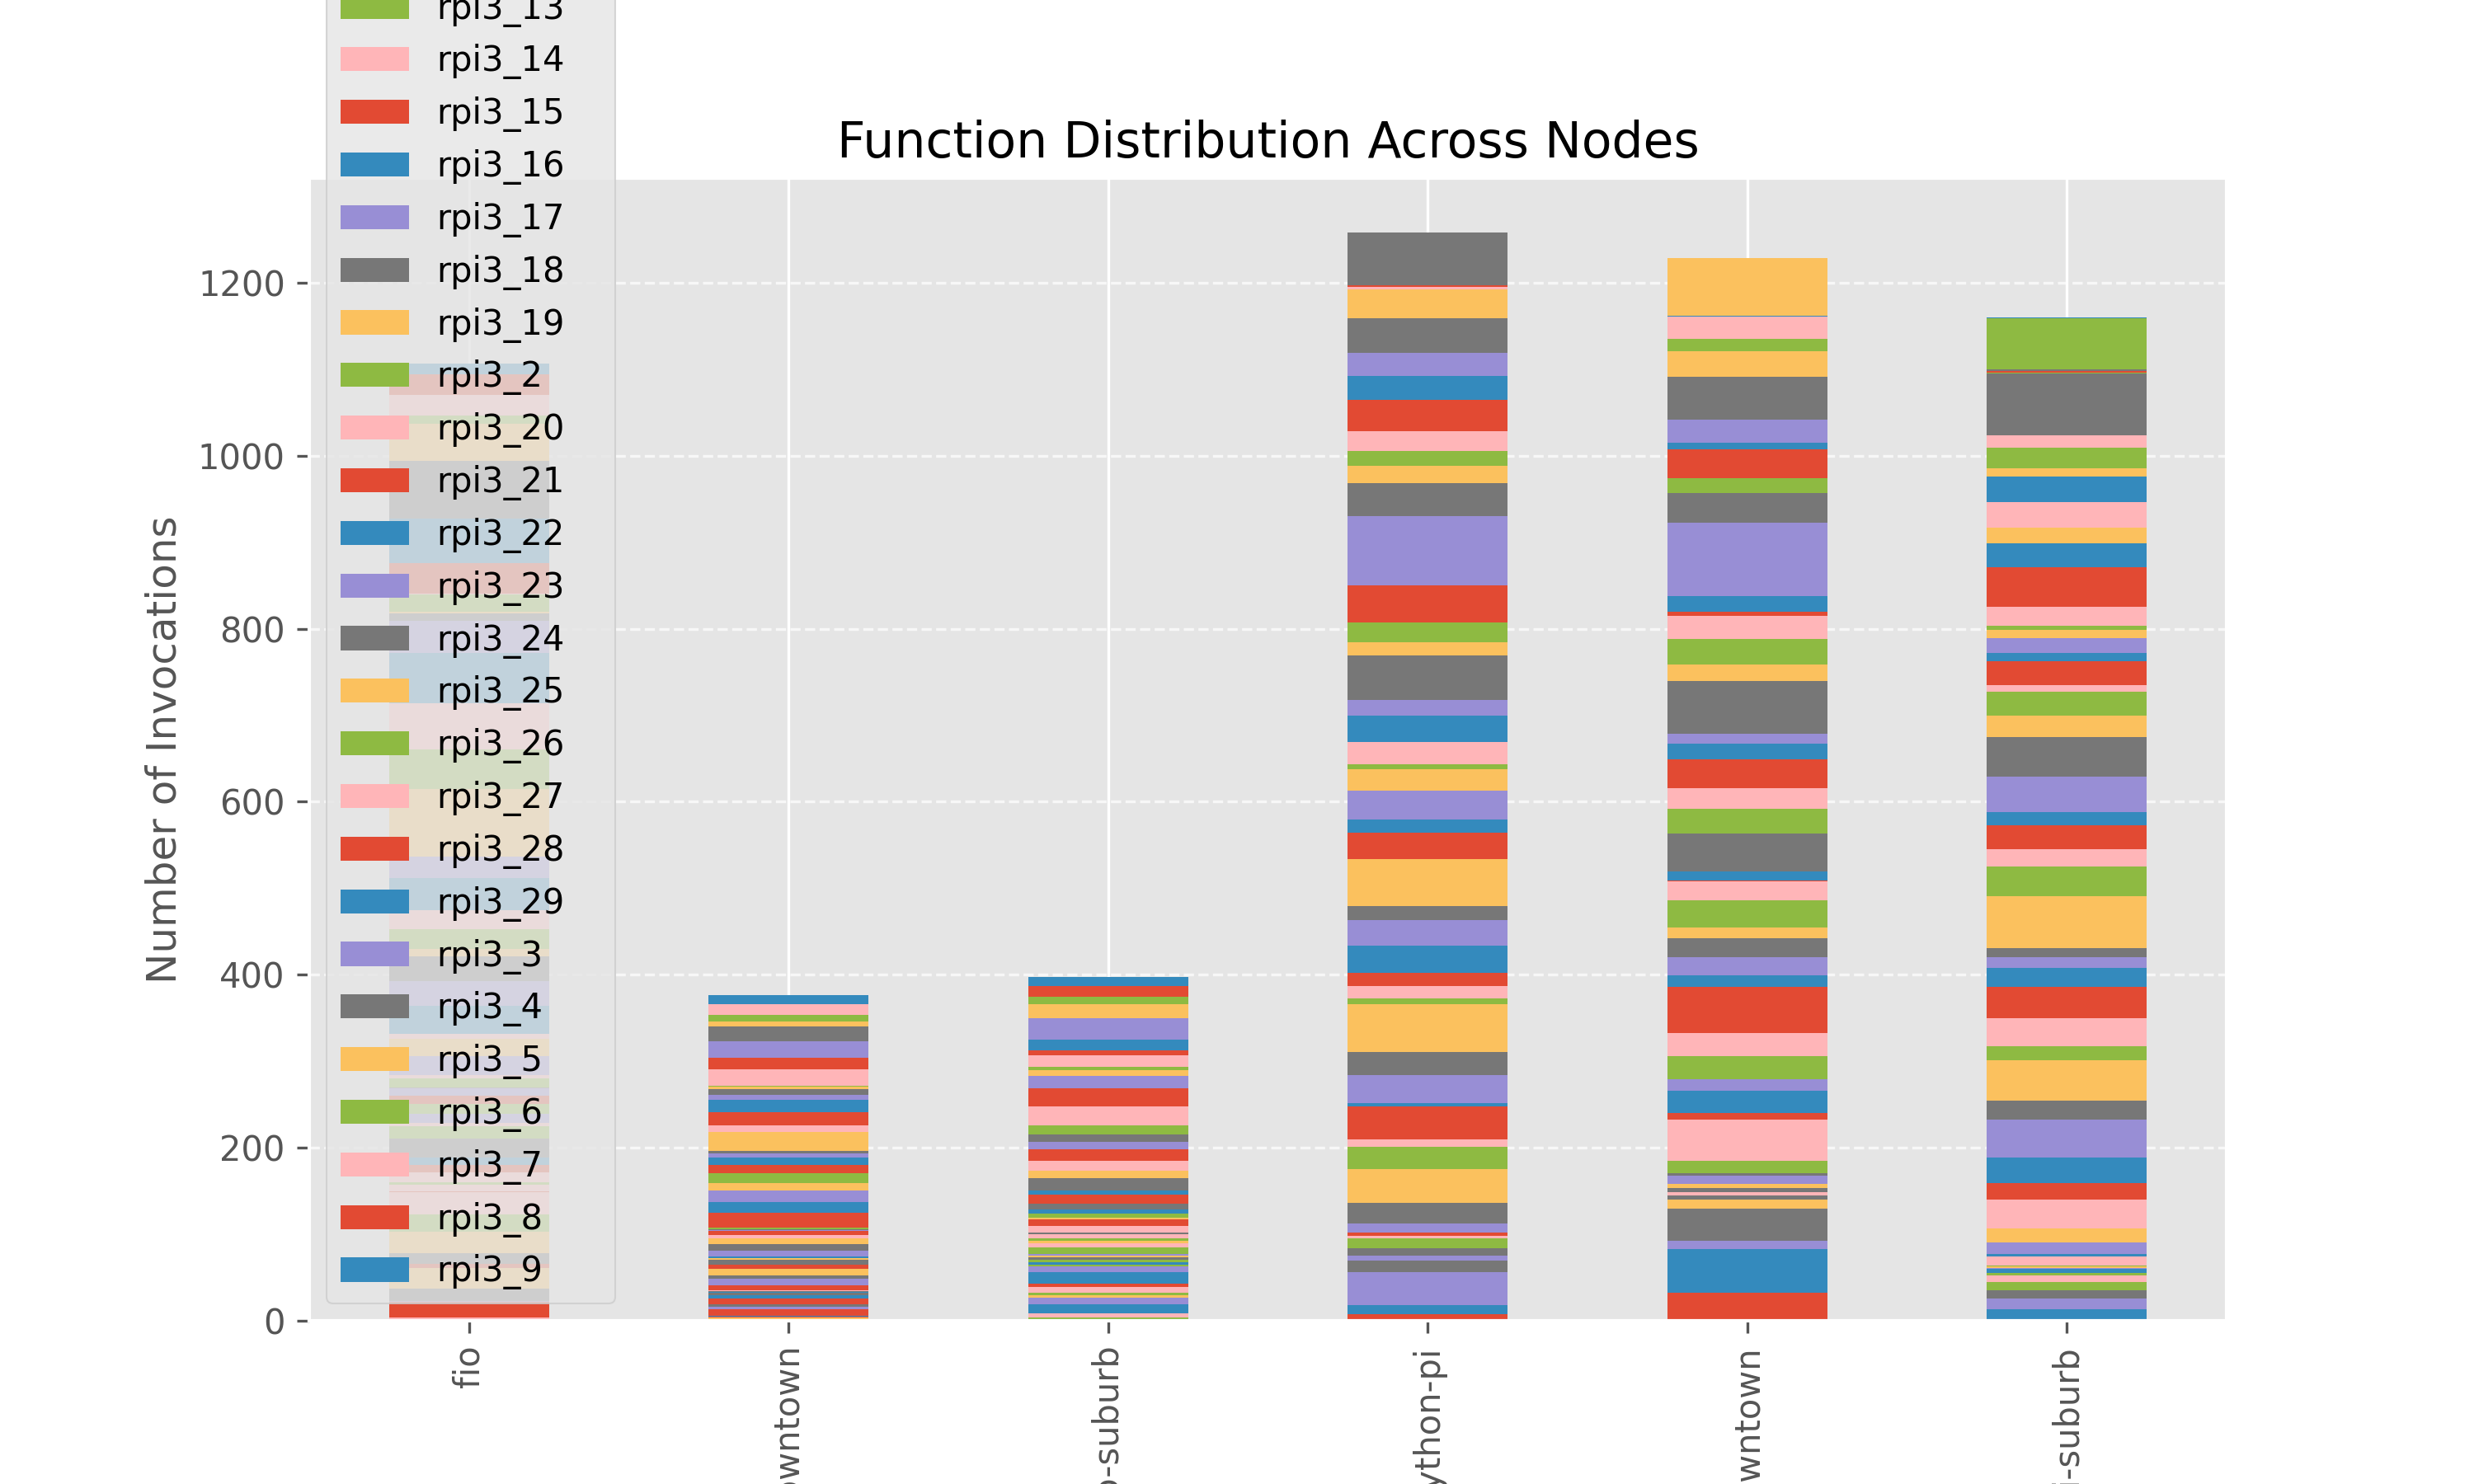 rpi3_13
rpi3_14
rpi3_15
rpi3_16
rpi3_17
rpi3_18
rpi3_19
rpi3_2
rpi3_20
rpi3_21
rpi3_22
rpi3_23
rpi3_24
rpi3_25
rpi3_26
rpi3_27
rpi3_28
rpi3_29
rpi3_3
rpi3_4
rpi3_5
rpi3_6
rpi3_7
rpi3_8
rpi3_9
Function Distribution Across Nodes
Number of Invocations
1200
1000
800
600
400
200
0
fio
owntown
o-suburb
ython-pi
wntown
i-suburb